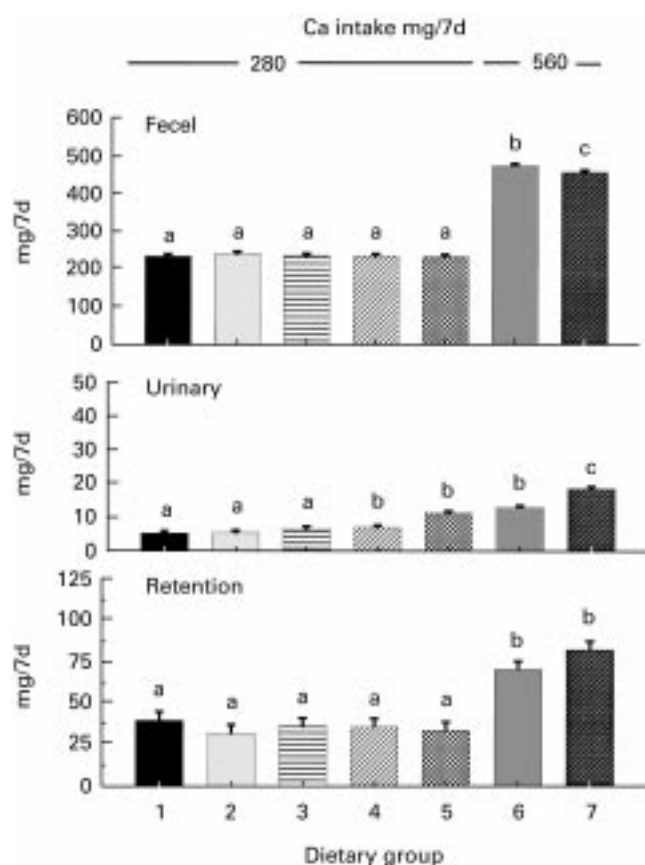 Ca intake mg/7d
280 560
Fecel
600
500
400
300
200
100
0
mg/7d
a a a a a b c
Urinary
50
40
30
20
10
0
mg/7d
a a a b b b c
Retention
125
100
75
50
25
0
mg/7d
a a a a a b b
1 2 3 4 5 6 7
Dietary group